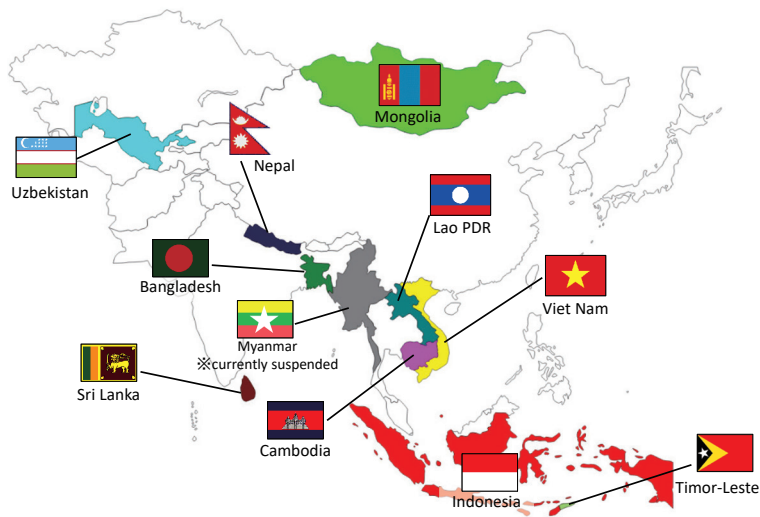 Mongolia
Uzbekistan
Nepal
Lao PDR
Bangladesh
Viet Nam
Myanmar
※currently suspended
Sri Lanka
Cambodia
Indonesia
Timor-Leste